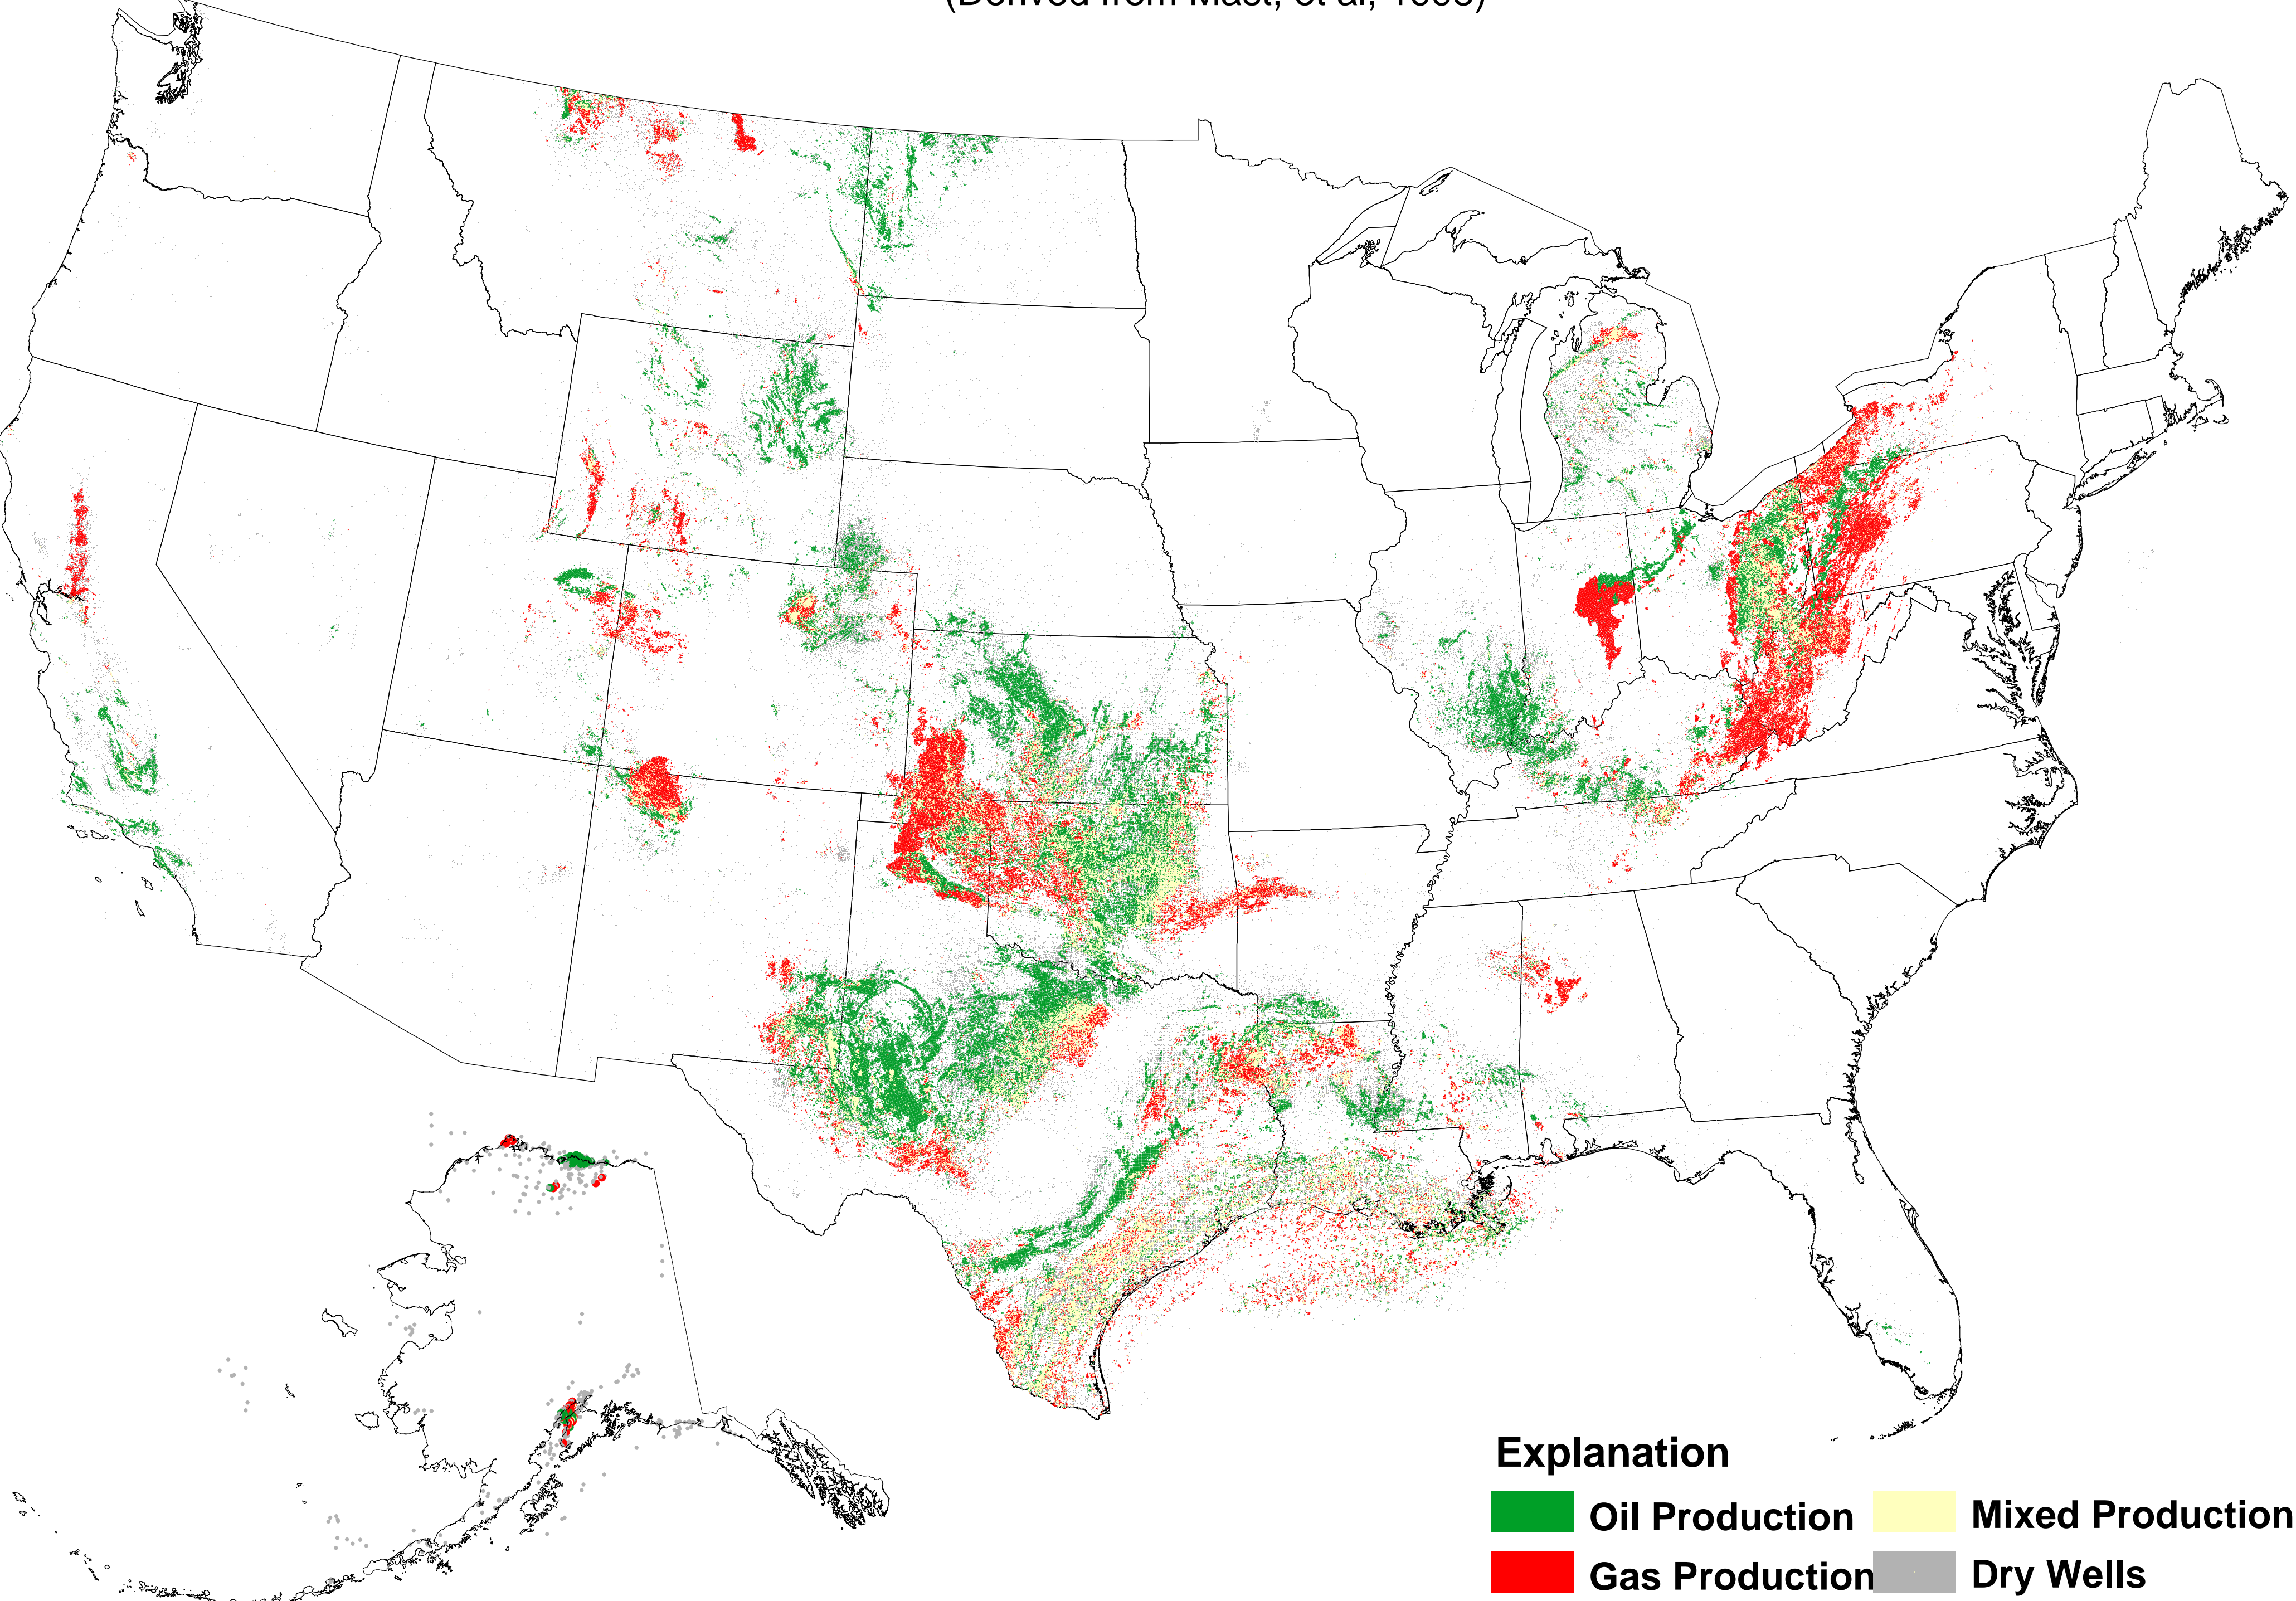 Explanation
Oil Production
Mixed Production
Gas Production
Dry Wells